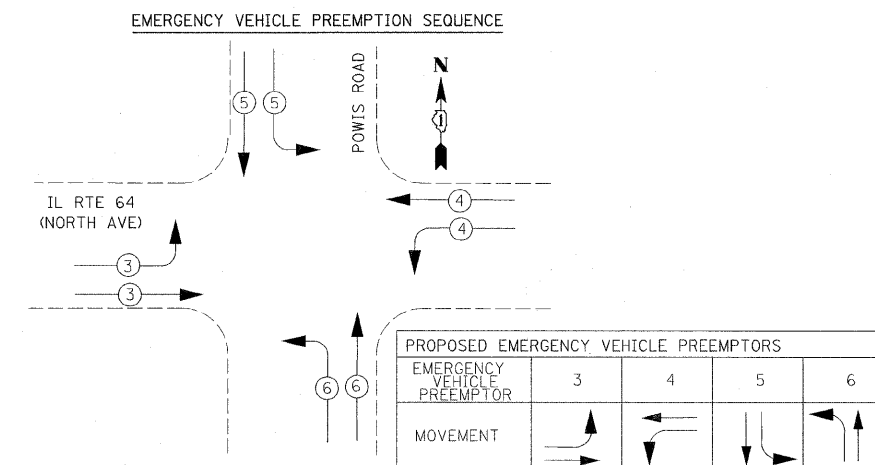 EMERGENCY VEHICLE PREEMPTION SEQUENCE
POWIS ROAD
N
5 5
IL RTE 64
(NORTH AVE)
4
4
3
3
6 6
PROPOSED EMERGENCY VEHICLE PREEMPTORS
EMERGENCY
VEHICLE
PREEMPTOR
3 4 5 6
MOVEMENT